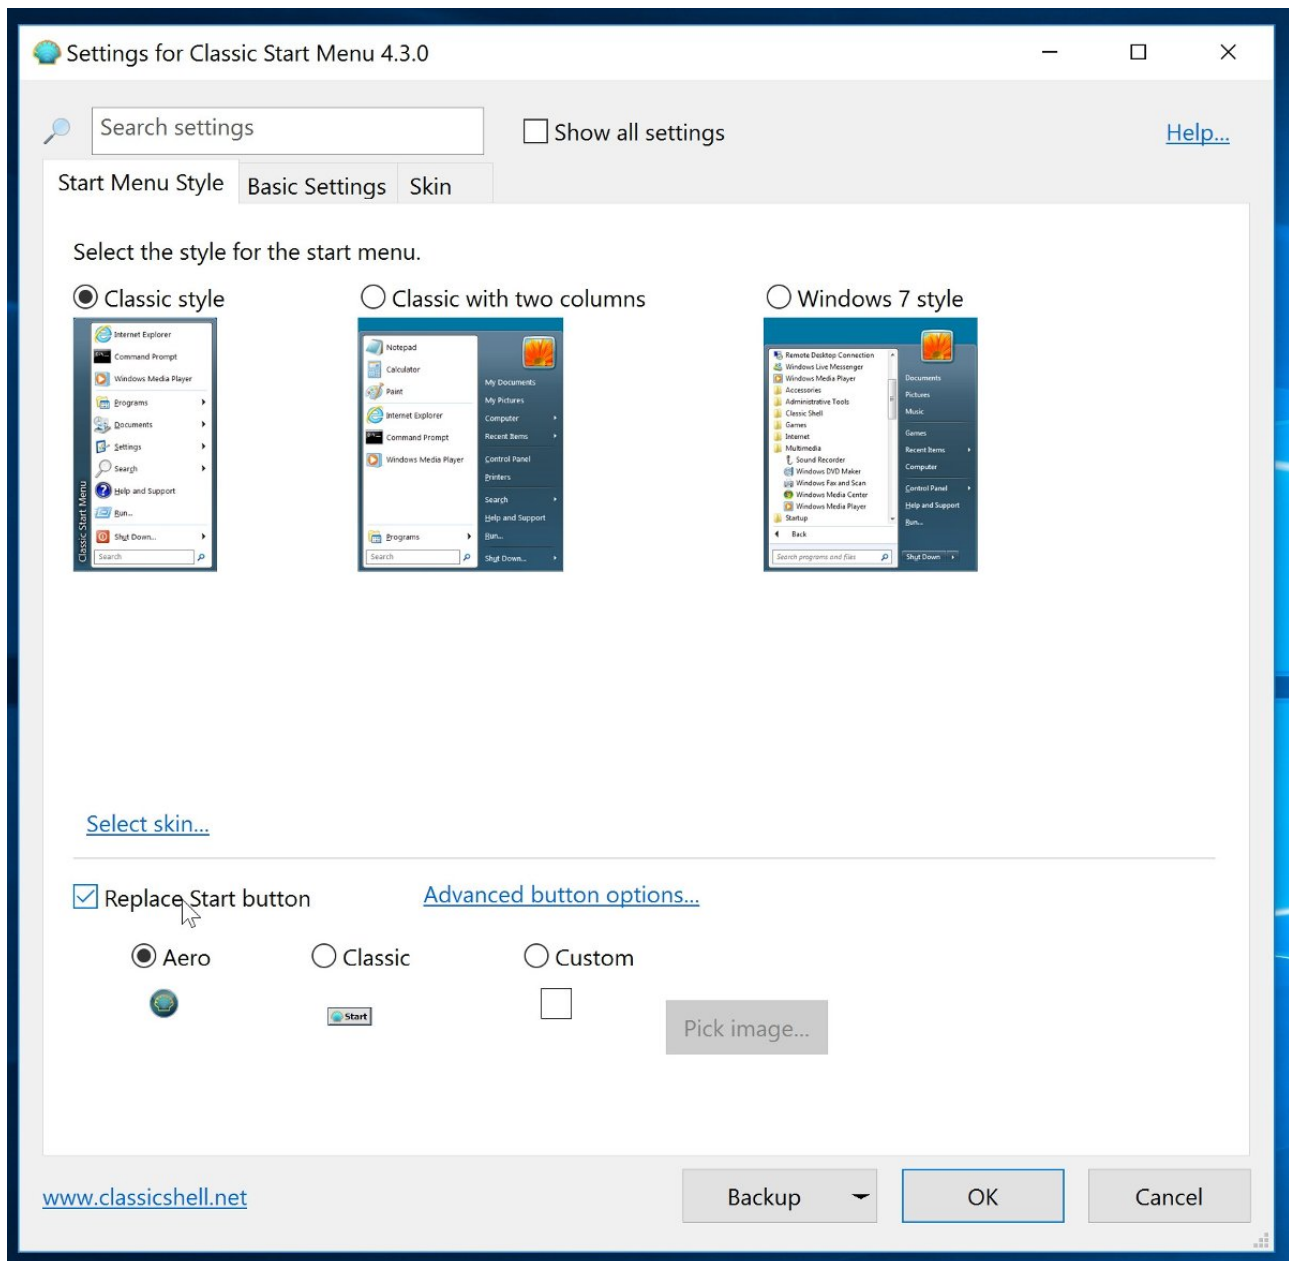 Settings for Classic Start Menu 4.3.0
Search settings
Show all settings
Help...
Start Menu Style
Basic Settings
Skin
Select the style for the start menu.
Classic style
Classic with two columns
Windows 7 style
Internet Explorer
Command Prompt
Windows Media Player
Programs
Documents
Settings
Search
Help and Support
Run...
Shut Down...
Search
Classic Start Menu
Notepad
Calculator
Paint
Internet Explorer
Command Prompt
Windows Media Player
Programs
Search
My Documents
My Pictures
Computer
Recent Items
Control Panel
Printers
Search
Help and Support
Run...
Shut Down...
Remote Desktop Connection
Windows Live Messenger
Windows Media Player
Accessories
Administrative Tools
Classic Shell
Games
Internet
Multimedia
Sound Recorder
Windows DVD Maker
Windows Fax and Scan
Windows Media Center
Windows Media Player
Startup
Back
Search programs and files
Documents
Pictures
Music
Games
Recent Items
Computer
Control Panel
Help and Support
Run...
Shut Down
Select skin...
Replace Start button
Advanced button options...
Aero
Classic
Custom
Start
Pick image...
www.classicshell.net
Backup
OK
Cancel